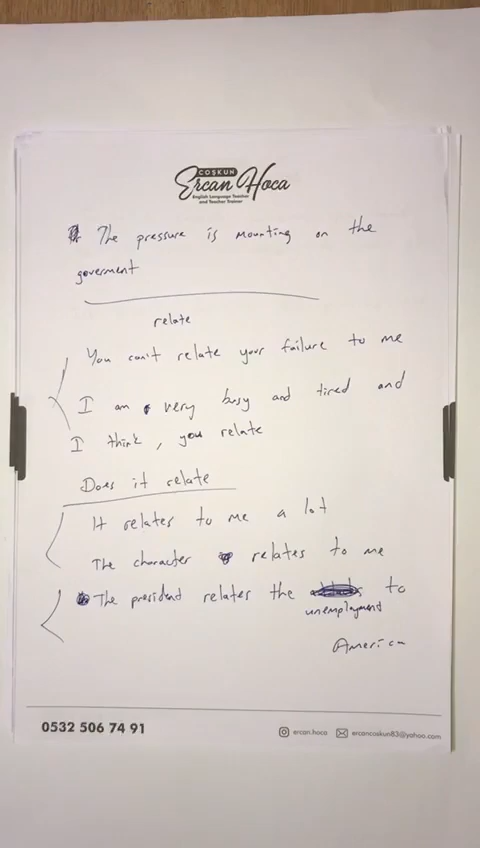 COŞKUN
Ercan Hoca
English Language Teacher
and Teacher Trainer
The pressure is mounting on the
goverment
relate
You can't relate your failure to me
I am very busy and tired and
I think, you relate
Does it relate
It relates to me a lot
The character relates to me
The president relates the to
unemployment
America
0532 506 74 91
ercan.hoca
ercancoskun83@yahoo.com